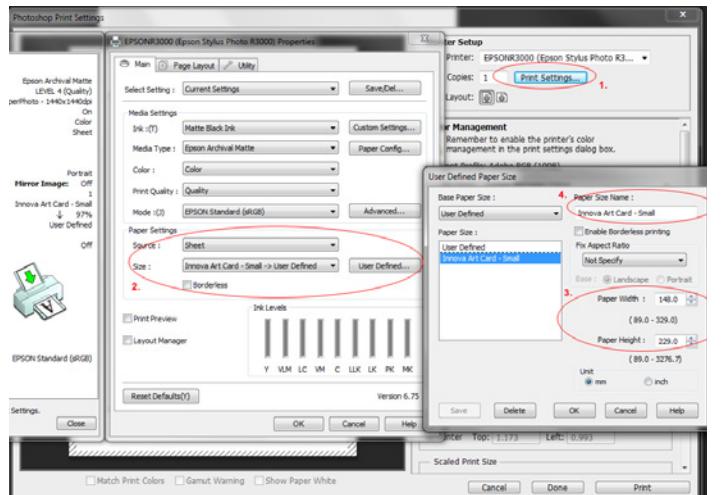 Photoshop Print Settings
Epson Archival Matte
LEVEL 4 (Quality)
perPhoto - 1440x1440dpi
On
Color
Sheet
Portrait
Mirror Image: Off
1
Innova Art Card - Small
↓ 97%
User Defined
Off
EPSON Standard (sRGB)
Settings.
Close
EPSONR3000 (Epson Stylus Photo R3000) Properties
Main
Page Layout
Utility
Select Setting :
Current Settings
Save/Del...
Media Settings
Ink :(T)
Matte Black Ink
Custom Settings...
Media Type :
Epson Archival Matte
Paper Config...
Color :
Color
Print Quality :
Quality
Mode :(J)
EPSON Standard (sRGB)
Advanced...
Paper Settings
Source :
Sheet
Size :
Innova Art Card - Small -> User Defined
User Defined...
2.
Borderless
Print Preview
Layout Manager
Ink Levels
Y VLM LC VM C LLK LK PK MK
Reset Defaults(Y)
Version 6.75
OK
Cancel
Help
ter Setup
Printer:
EPSONR3000 (Epson Stylus Photo R3...
Copies:
1
Print Settings...
1.
Layout:
or Management
Remember to enable the printer's color
management in the print settings dialog box.
User Defined Paper Size
Base Paper Size :
User Defined
Paper Size :
User Defined
Innova Art Card - Small
4.
Paper Size Name :
Innova Art Card - Small
Enable Borderless printing
Fix Aspect Ratio
Not Specify
Base :
Landscape
Portrait
3.
Paper Width :
148.0
(89.0 - 329.0)
Paper Height :
229.0
(89.0 - 3276.7)
Unit
mm
inch
Save
Delete
OK
Cancel
Help
Top: 1.173
Left: 0.993
Scaled Print Size
Match Print Colors
Gamut Warning
Show Paper White
Cancel
Done
Print